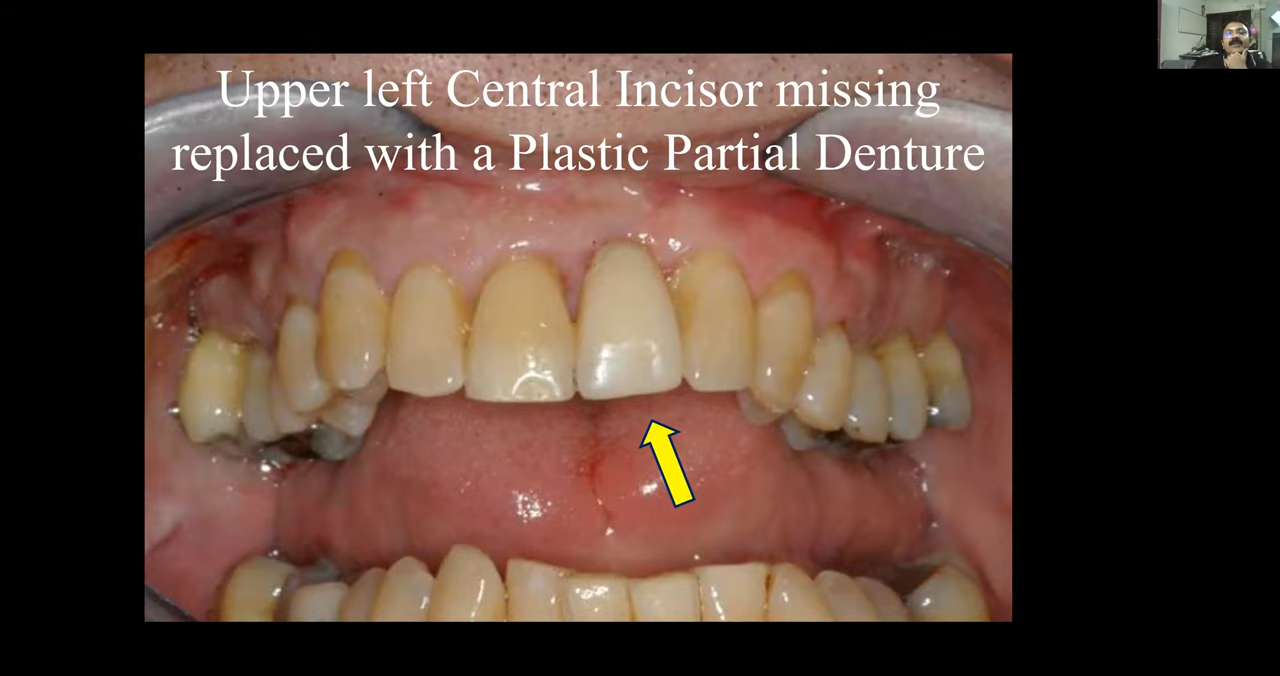 Upper left Central Incisor missing
replaced with a Plastic Partial Denture